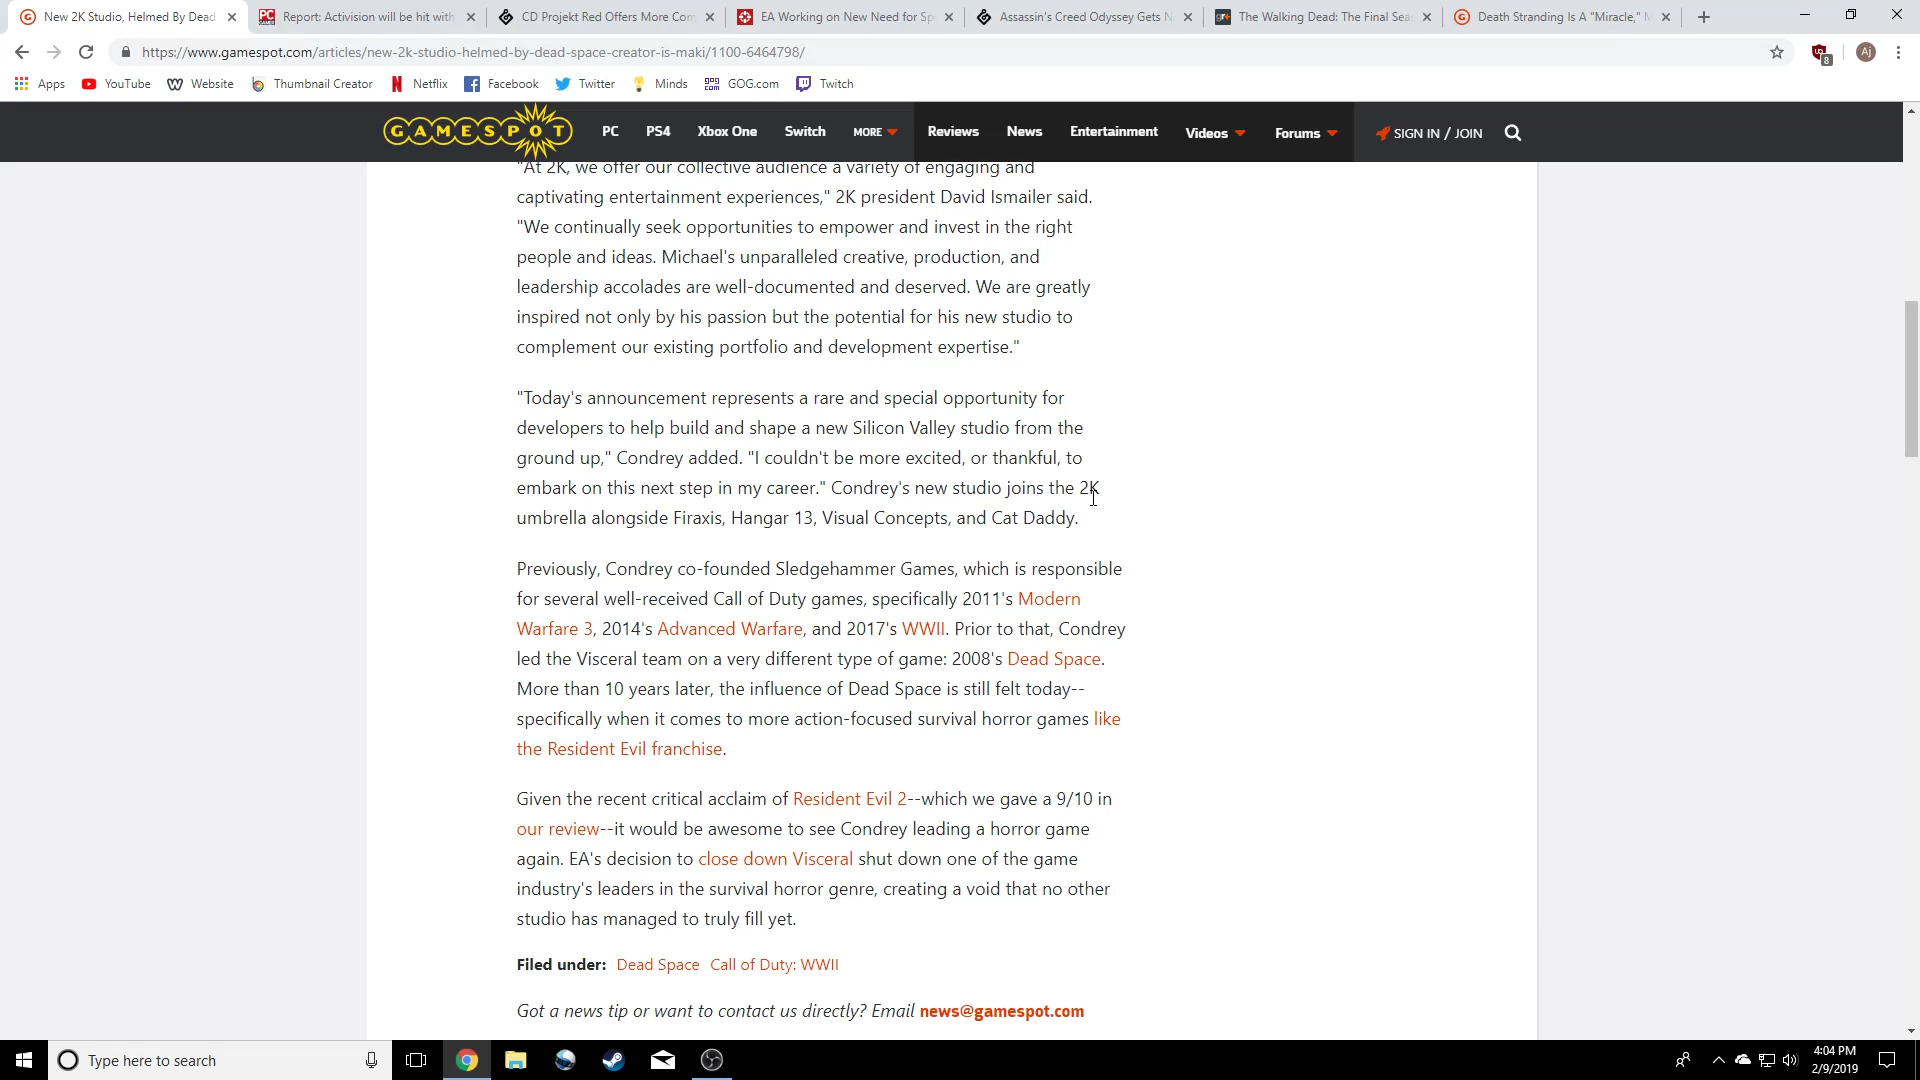 New 2K Studio, Helmed By Dead
Report: Activision will be hit with
CD Projekt Red Offers More Com
EA Working on New Need for Sp
Assassin's Creed Odyssey Gets N
The Walking Dead: The Final Seas
Death Stranding Is A "Miracle," M
https://www.gamespot.com/articles/new-2k-studio-helmed-by-dead-space-creator-is-maki/1100-6464798/
8
Aj
Apps YouTube Website Thumbnail Creator Netflix Facebook Twitter Minds GOG.com Twitch
GAMESPOT PC PS4 Xbox One Switch MORE Reviews News Entertainment Videos Forums SIGN IN / JOIN
"At 2K, we offer our collective audience a variety of engaging and
captivating entertainment experiences," 2K president David Ismailer said.
"We continually seek opportunities to empower and invest in the right
people and ideas. Michael's unparalleled creative, production, and
leadership accolades are well-documented and deserved. We are greatly
inspired not only by his passion but the potential for his new studio to
complement our existing portfolio and development expertise."
"Today's announcement represents a rare and special opportunity for
developers to help build and shape a new Silicon Valley studio from the
ground up," Condrey added. "I couldn't be more excited, or thankful, to
embark on this next step in my career." Condrey's new studio joins the 2K
umbrella alongside Firaxis, Hangar 13, Visual Concepts, and Cat Daddy.
Previously, Condrey co-founded Sledgehammer Games, which is responsible
for several well-received Call of Duty games, specifically 2011's Modern
Warfare 3, 2014's Advanced Warfare, and 2017's WWII. Prior to that, Condrey
led the Visceral team on a very different type of game: 2008's Dead Space.
More than 10 years later, the influence of Dead Space is still felt today--
specifically when it comes to more action-focused survival horror games like
the Resident Evil franchise.
Given the recent critical acclaim of Resident Evil 2--which we gave a 9/10 in
our review--it would be awesome to see Condrey leading a horror game
again. EA's decision to close down Visceral shut down one of the game
industry's leaders in the survival horror genre, creating a void that no other
studio has managed to truly fill yet.
Filed under: Dead Space Call of Duty: WWII
Got a news tip or want to contact us directly? Email news@gamespot.com
Type here to search
4:04 PM
2/9/2019